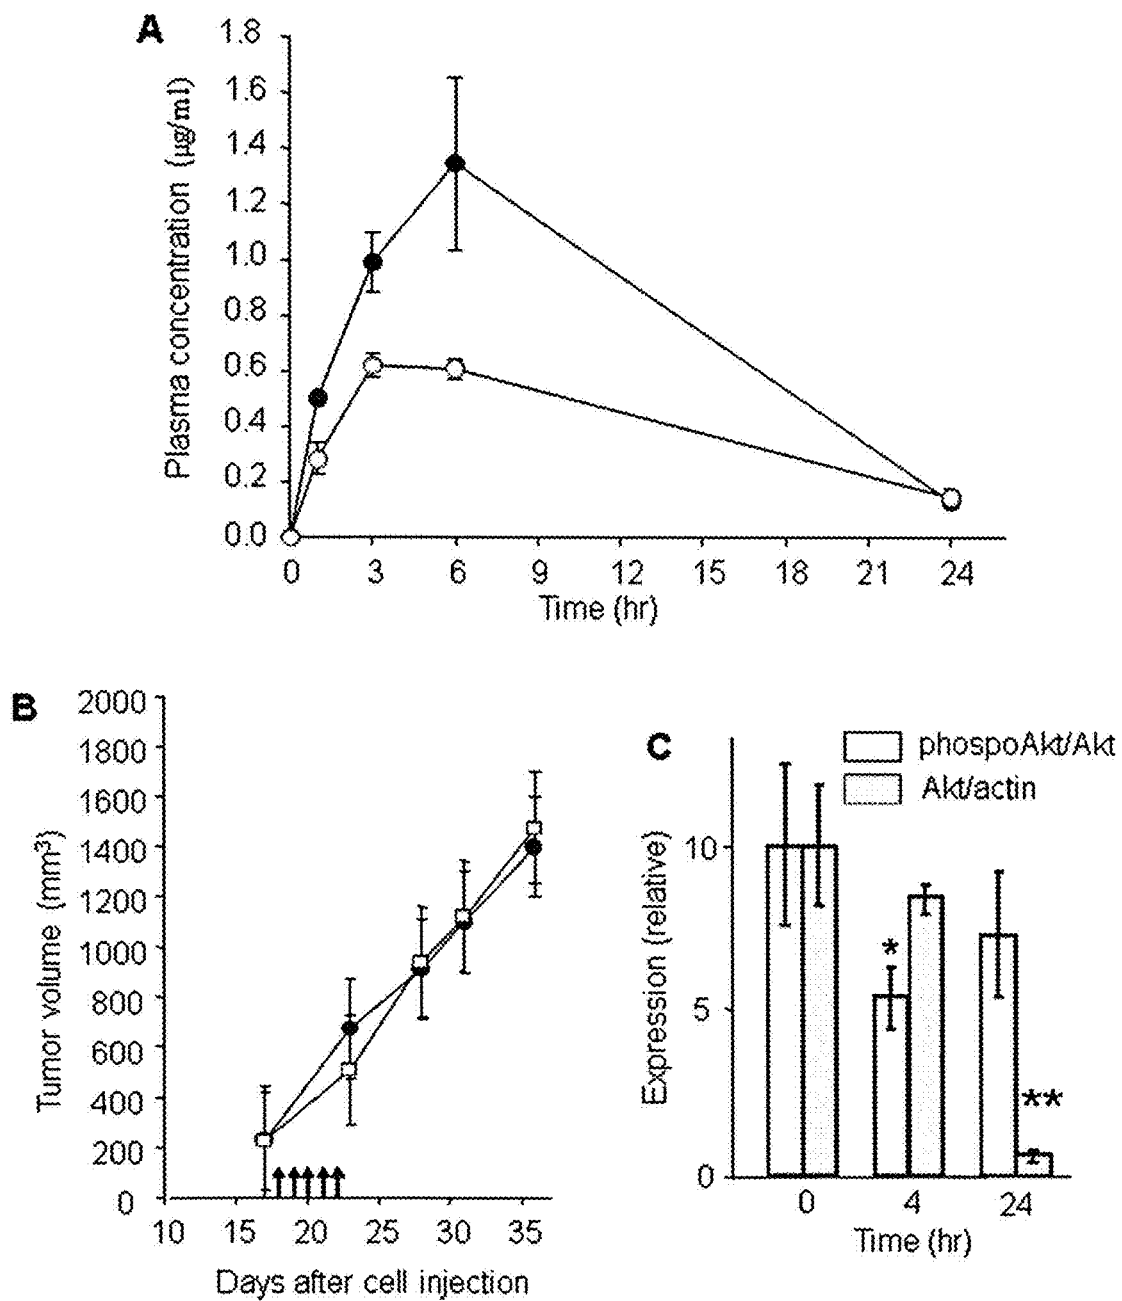 A
1.8
1.6
1.4
1.2
1.0
0.8
0.6
0.4
0.2
0.0
Plasma concentration (µg/ml)
0 3 6 9 12 15 18 21 24
Time (hr)
B
2000
1800
1600
1400
1200
1000
800
600
400
200
0
Tumor volume (mm³)
10 15 20 25 30 35
Days after cell injection
C
phospoAkt/Akt
Akt/actin
10
5
0
Expression (relative)
*
**
0 4 24
Time (hr)